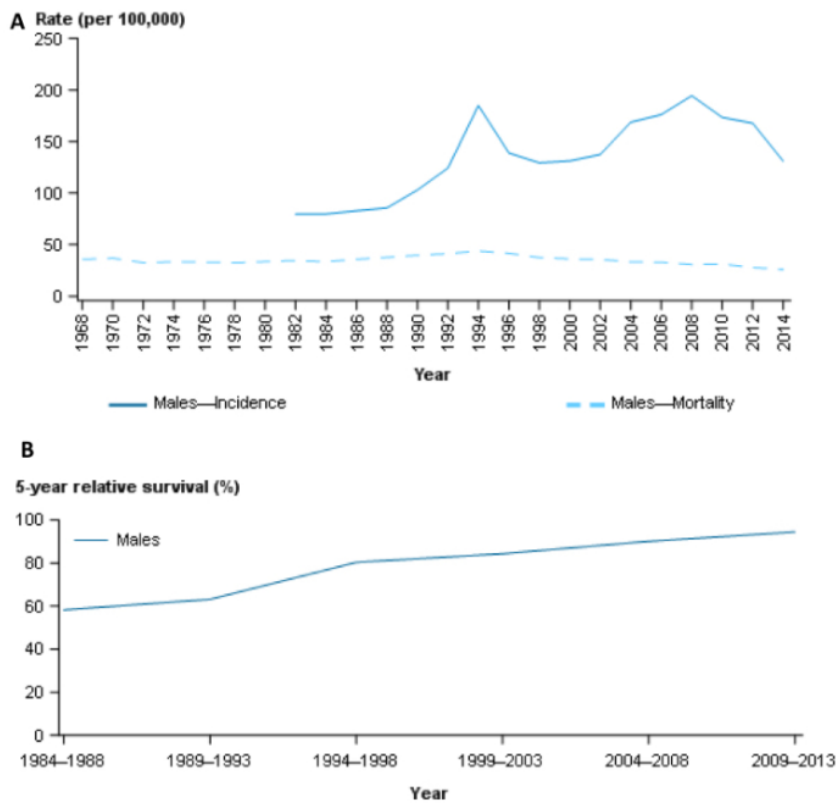 A Rate (per 100,000)
250
200
150
100
50
0
1968 1970 1972 1974 1976 1978 1980 1982 1984 1986 1988 1990 1992 1994 1996 1998 2000 2002 2004 2006 2008 2010 2012 2014
Year
Males—Incidence Males—Mortality
B
5-year relative survival (%)
100
Males
80
60
40
20
0
1984–1988 1989–1993 1994–1998 1999–2003 2004–2008 2009–2013
Year